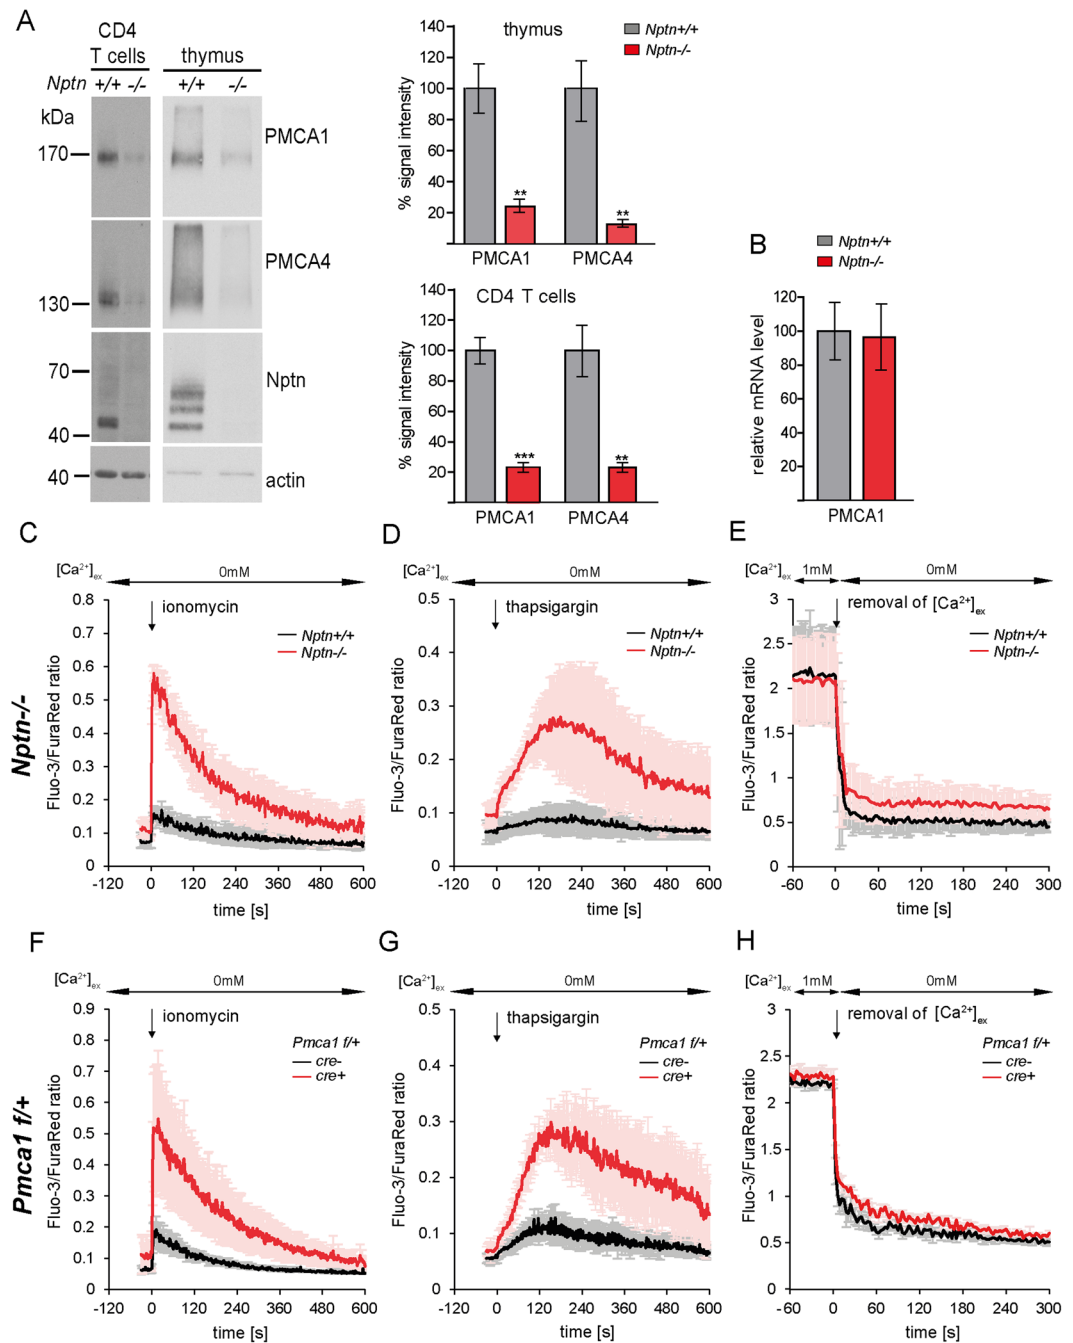 A
CD4
T cells
thymus
Nptn +/+ -/- +/+ -/-
kDa
170
PMCA1
130
PMCA4
70
40
Nptn
40
actin
140
120
100
80
60
40
20
% signal intensity
thymus
Nptn+/+
Nptn-/-
**
**
PMCA1 PMCA4
140
120
100
80
60
40
20
% signal intensity
CD4 T cells
***
**
PMCA1 PMCA4
B
Nptn+/+
Nptn-/-
120
100
80
60
40
20
relative mRNA level
PMCA1
Nptn-/-
C
[Ca²⁺]ex 0mM
ionomycin
Nptn+/+
Nptn-/-
0.8
0.7
0.6
0.5
0.4
0.3
0.2
0.1
0
Fluo-3/FuraRed ratio
-120 0 120 240 360 480 600
time [s]
D
[Ca²⁺]ex 0mM
thapsigargin
Nptn+/+
Nptn-/-
0.5
0.4
0.3
0.2
0.1
0
Fluo-3/FuraRed ratio
-120 0 120 240 360 480 600
time [s]
E
[Ca²⁺]ex 1mM 0mM
removal of [Ca²⁺]ex
Nptn+/+
Nptn-/-
3
2.5
2
1.5
1
0.5
0
Fluo-3/FuraRed ratio
-60 0 60 120 180 240 300
time [s]
Pmca1 f/+
F
[Ca²⁺]ex 0mM
ionomycin
Pmca1 f/+
cre-
cre+
0.9
0.8
0.7
0.6
0.5
0.4
0.3
0.2
0.1
0
Fluo-3/FuraRed ratio
-120 0 120 240 360 480 600
time [s]
G
[Ca²⁺]ex 0mM
thapsigargin
Pmca1 f/+
cre-
cre+
0.5
0.4
0.3
0.2
0.1
0
Fluo-3/FuraRed ratio
-120 0 120 240 360 480 600
time [s]
H
[Ca²⁺]ex 1mM 0mM
removal of [Ca²⁺]ex
Pmca1 f/+
cre-
cre+
3
2.5
2
1.5
1
0.5
0
Fluo-3/FuraRed ratio
-60 0 60 120 180 240 300
time [s]